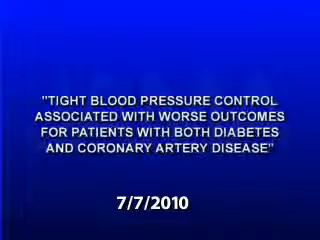 "TIGHT BLOOD PRESSURE CONTROL
ASSOCIATED WITH WORSE OUTCOMES
FOR PATIENTS WITH BOTH DIABETES
AND CORONARY ARTERY DISEASE"
7/7/2010